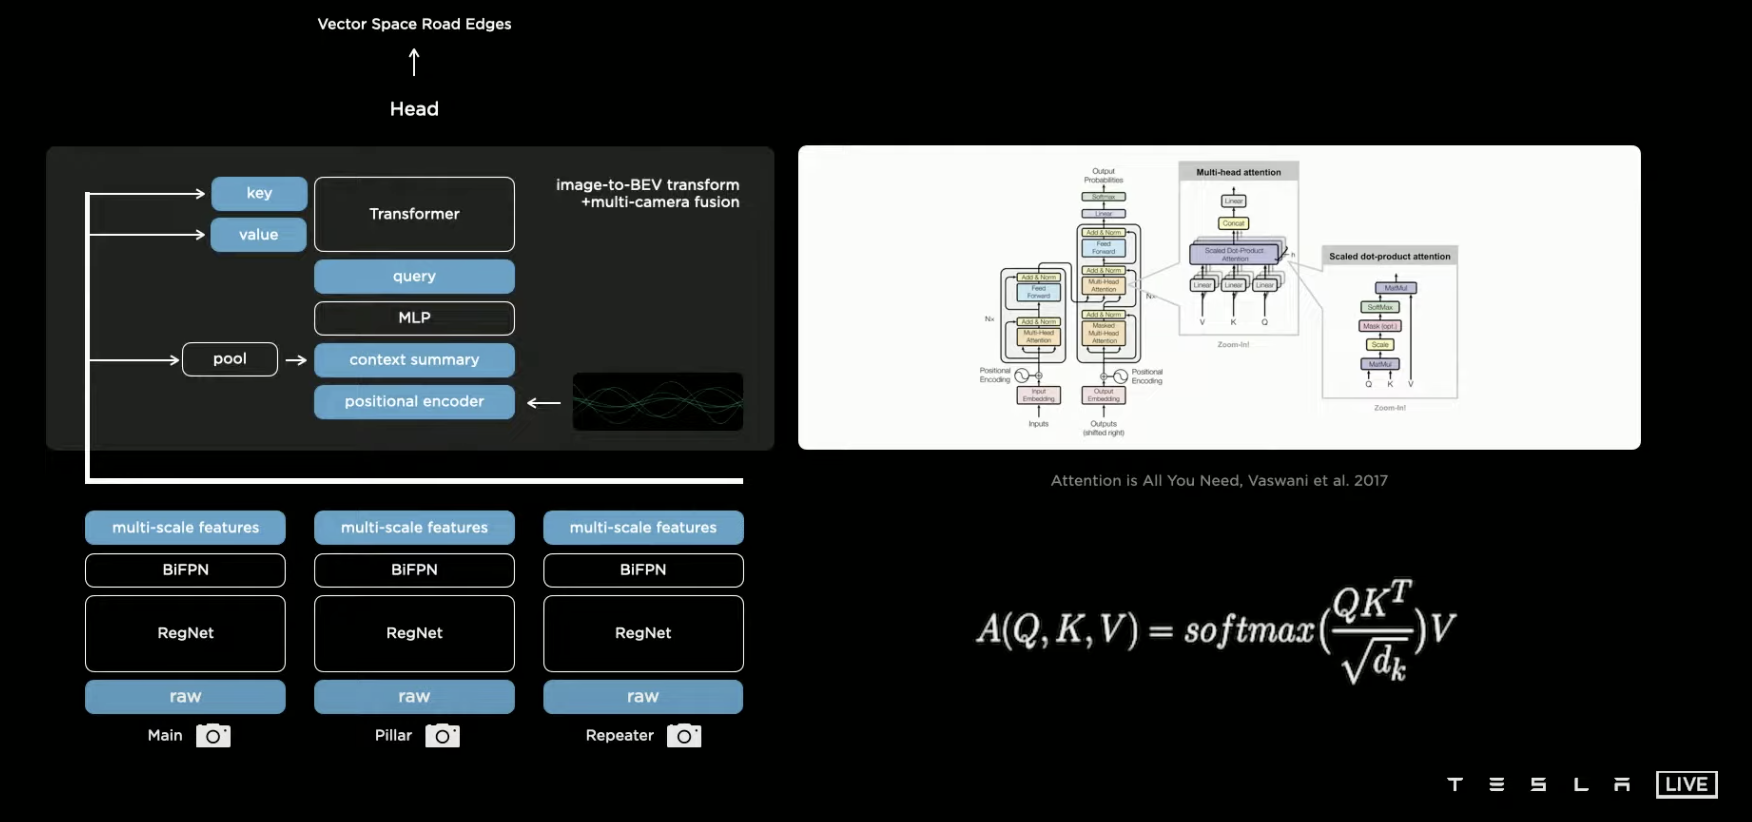 Vector Space Road Edges
Head
key
value
Transformer
image-to-BEV transform
+multi-camera fusion
query
MLP
pool
context summary
positional encoder
multi-scale features
multi-scale features
multi-scale features
BiFPN
BiFPN
BiFPN
RegNet
RegNet
RegNet
raw
raw
raw
Main
Pillar
Repeater
Output
Probabilities
Softmax
Linear
Add & Norm
Feed
Forward
Add & Norm
Multi-Head
Attention
Add & Norm
Masked
Multi-Head
Attention
Nx
Positional
Encoding
Output
Embedding
Outputs
(shifted right)
Add & Norm
Feed
Forward
Nx
Add & Norm
Multi-Head
Attention
Positional
Encoding
Input
Embedding
Inputs
Multi-head attention
Linear
Concat
Scaled Dot-Product
Attention
h
Linear
Linear
Linear
V K Q
Zoom-In!
Scaled dot-product attention
MatMul
SoftMax
Mask (opt.)
Scale
MatMul
Q K V
Zoom-In!
Attention is All You Need, Vaswani et al. 2017
A(Q, K, V) = softmax(QK^T/√d_k)V
TESLA LIVE